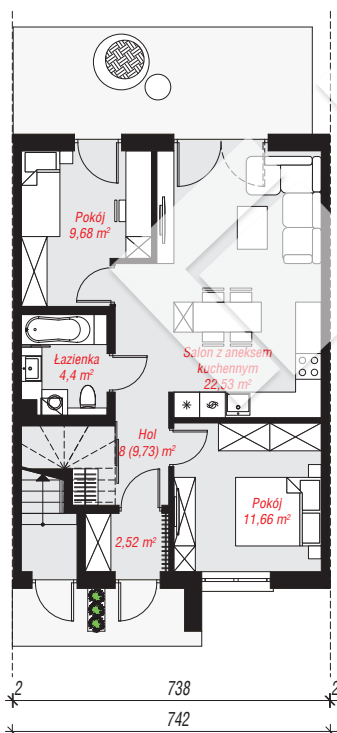 Pokój
9,68 m²
Łazienka
4,4 m²
Salon z aneksem
kuchennym
22,53 m²
Hol
8 (9,73) m²
Pokój
11,66 m²
2,52 m²
2
738
2
742